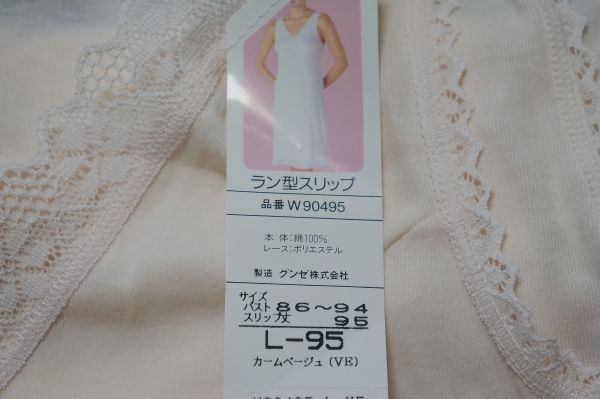 ラン型スリップ
品番 W90495
本 体:綿100%
レース:ポリエステル
製造 グンゼ株式会社
サイズ
バスト 86〜94
スリップ丈 95
L-95
カームベージュ(VE)